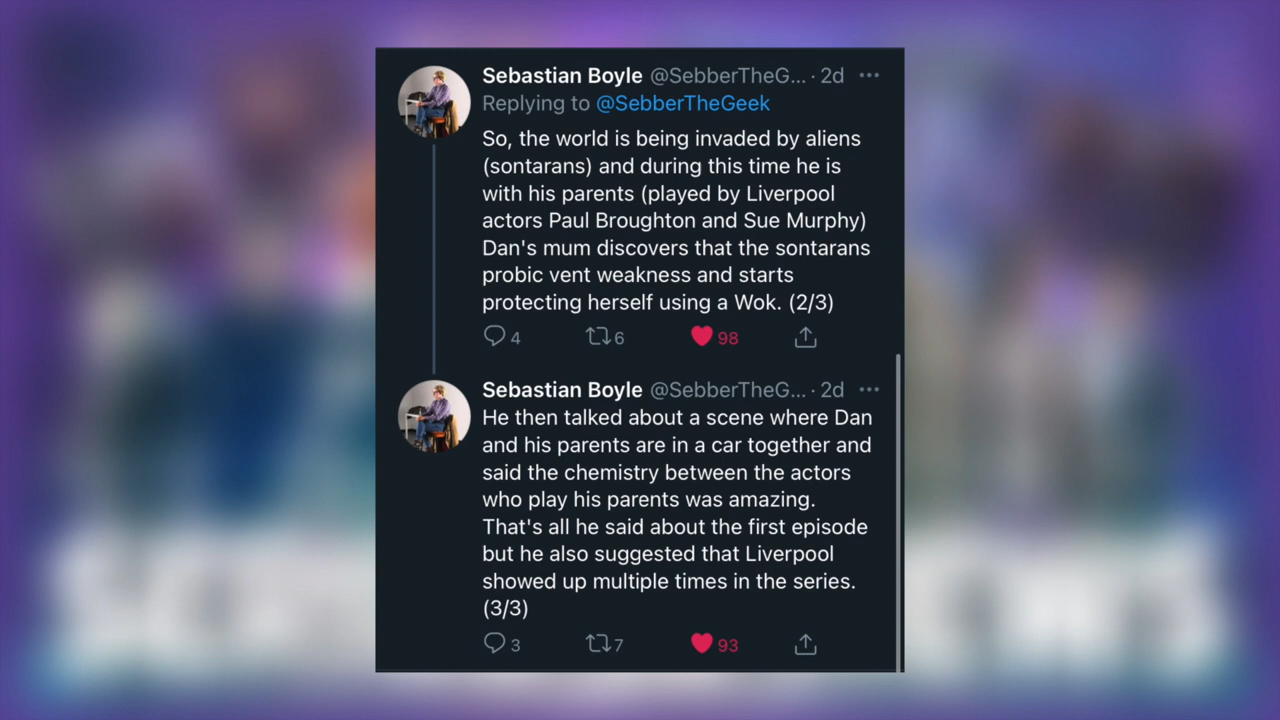 Sebastian Boyle @SebberTheG... · 2d
Replying to @SebberTheGeek
So, the world is being invaded by aliens
(sontarans) and during this time he is
with his parents (played by Liverpool
actors Paul Broughton and Sue Murphy)
Dan's mum discovers that the sontarans
probic vent weakness and starts
protecting herself using a Wok. (2/3)
4 6 98
Sebastian Boyle @SebberTheG... · 2d
He then talked about a scene where Dan
and his parents are in a car together and
said the chemistry between the actors
who play his parents was amazing.
That's all he said about the first episode
but he also suggested that Liverpool
showed up multiple times in the series.
(3/3)
3 7 93